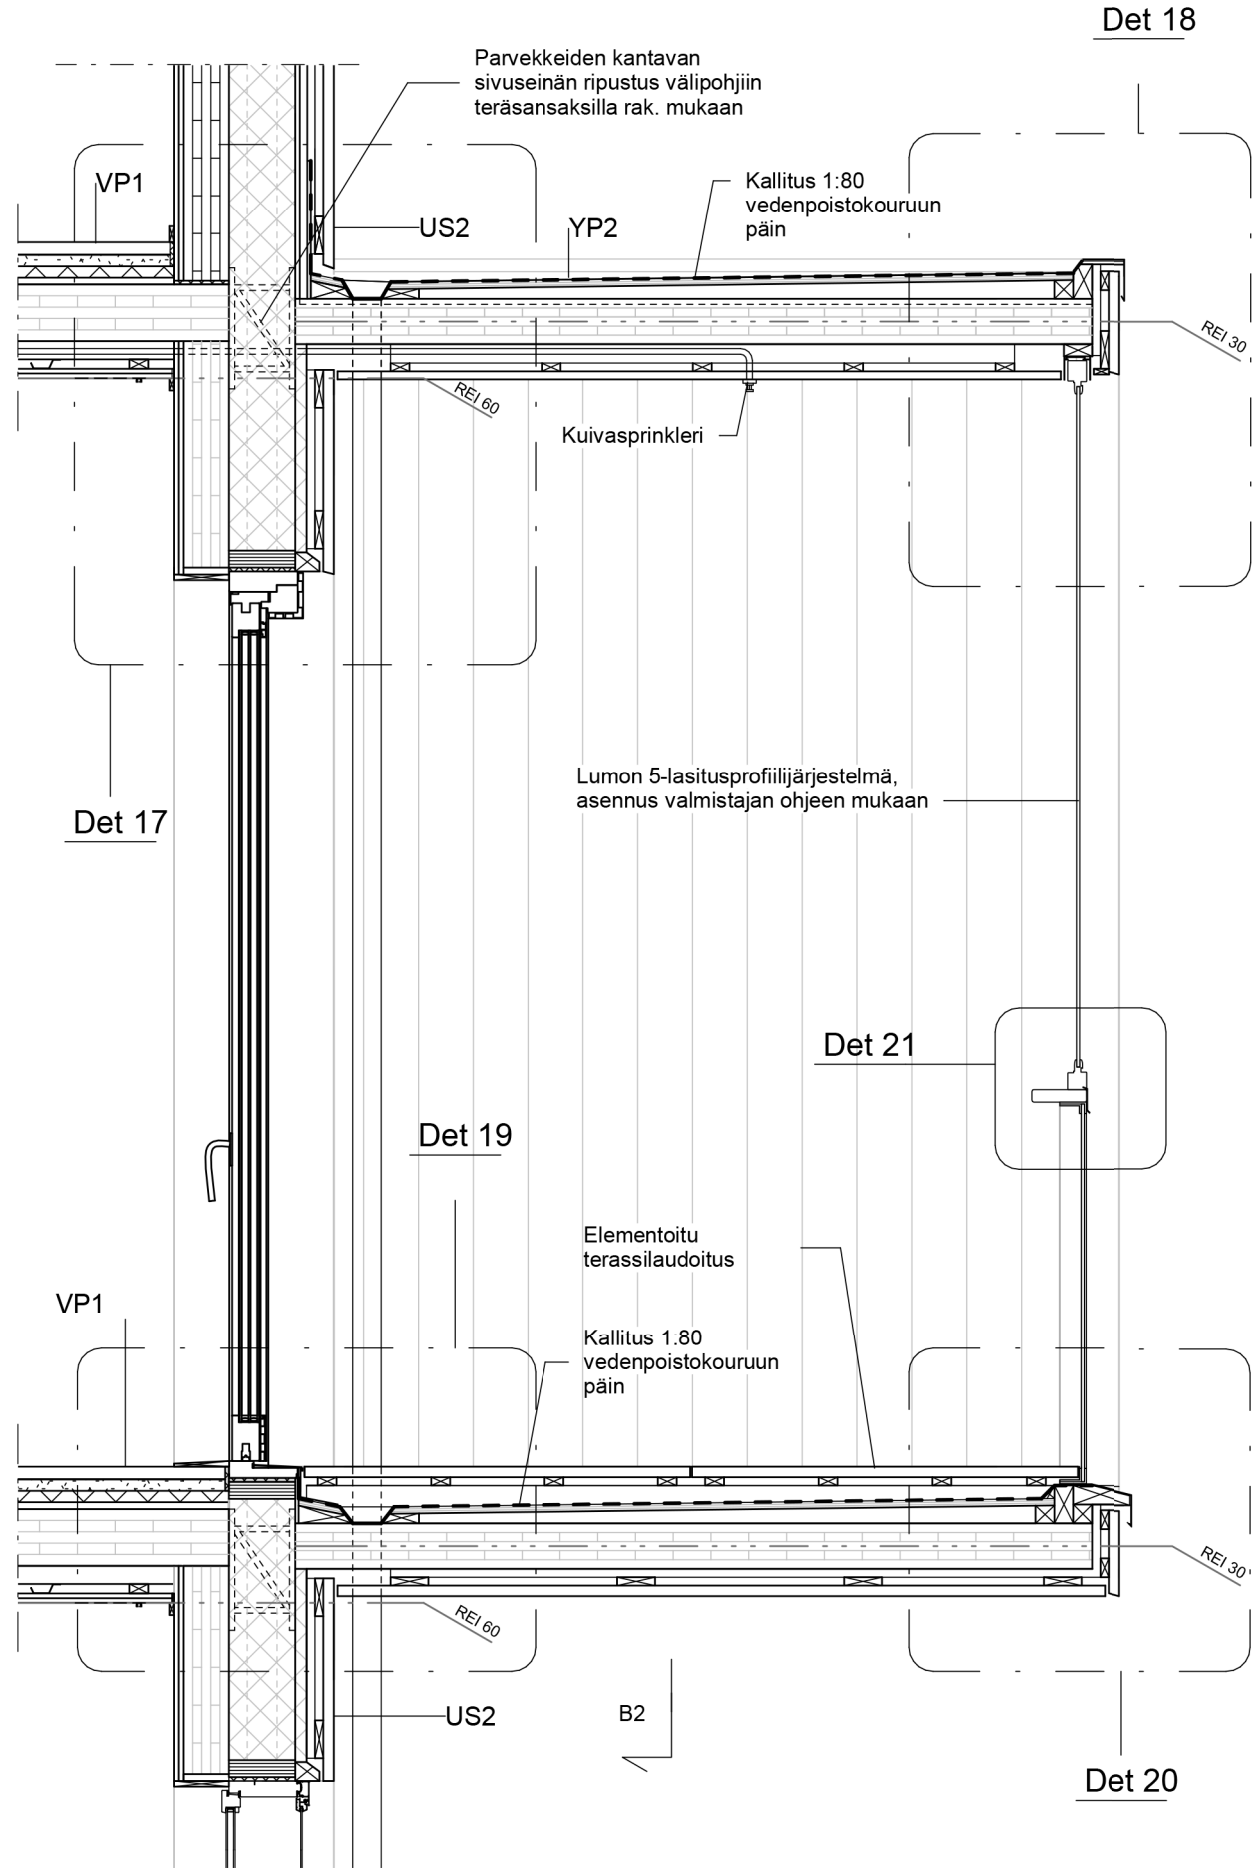 Det 18
Parvekkeiden kantavan
sivuseinän ripustus välipohjiin
teräsansaksilla rak. mukaan
VP1
Kallitus 1:80
vedenpoistokouruun
päin
US2
YP2
REI 30
REI 60
Kuivasprinkleri
Lumon 5-lasitusprofiilijärjestelmä,
asennus valmistajan ohjeen mukaan
Det 17
Det 21
Det 19
Elementoitu
terassilaudoitus
VP1
Kallitus 1.80
vedenpoistokouruun
päin
REI 30
REI 60
US2
B2
Det 20